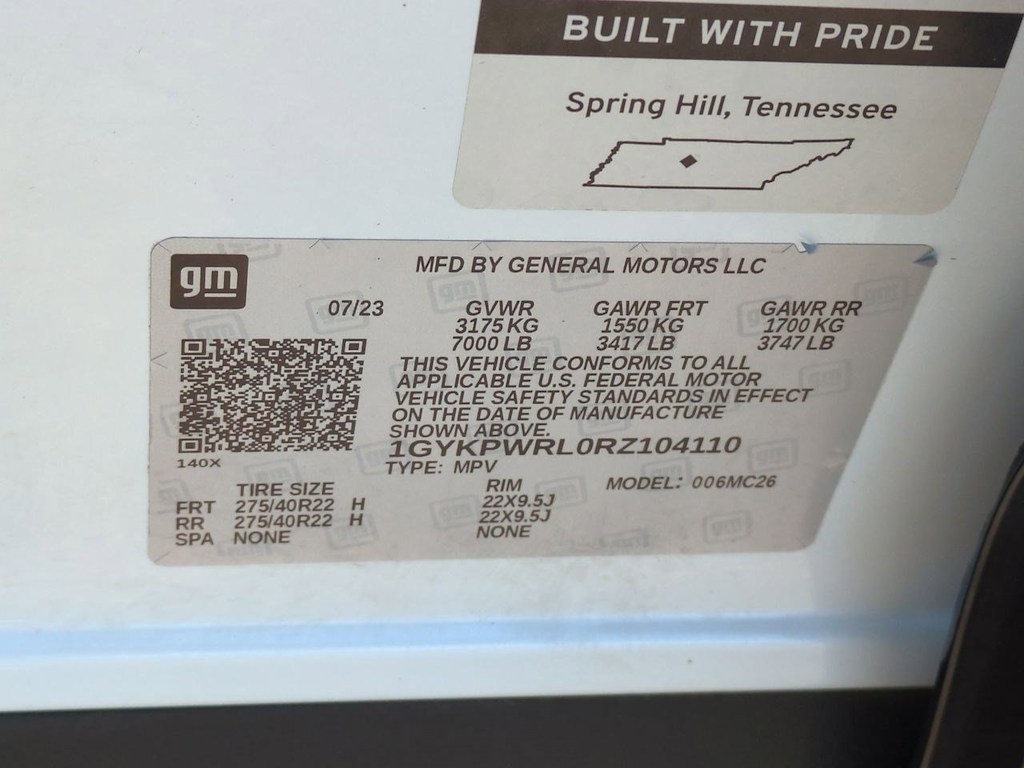 BUILT WITH PRIDE
Spring Hill, Tennessee
gm
MFD BY GENERAL MOTORS LLC
07/23 GVWR GAWR FRT GAWR RR
3175 KG 1550 KG 1700 KG
7000 LB 3417 LB 3747 LB
THIS VEHICLE CONFORMS TO ALL
APPLICABLE U.S. FEDERAL MOTOR
VEHICLE SAFETY STANDARDS IN EFFECT
ON THE DATE OF MANUFACTURE
SHOWN ABOVE.
1GYKPWRL0RZ104110
140X
TYPE: MPV
TIRE SIZE RIM MODEL: 006MC26
FRT 275/40R22 H 22X9.5J
RR 275/40R22 H 22X9.5J
SPA NONE NONE